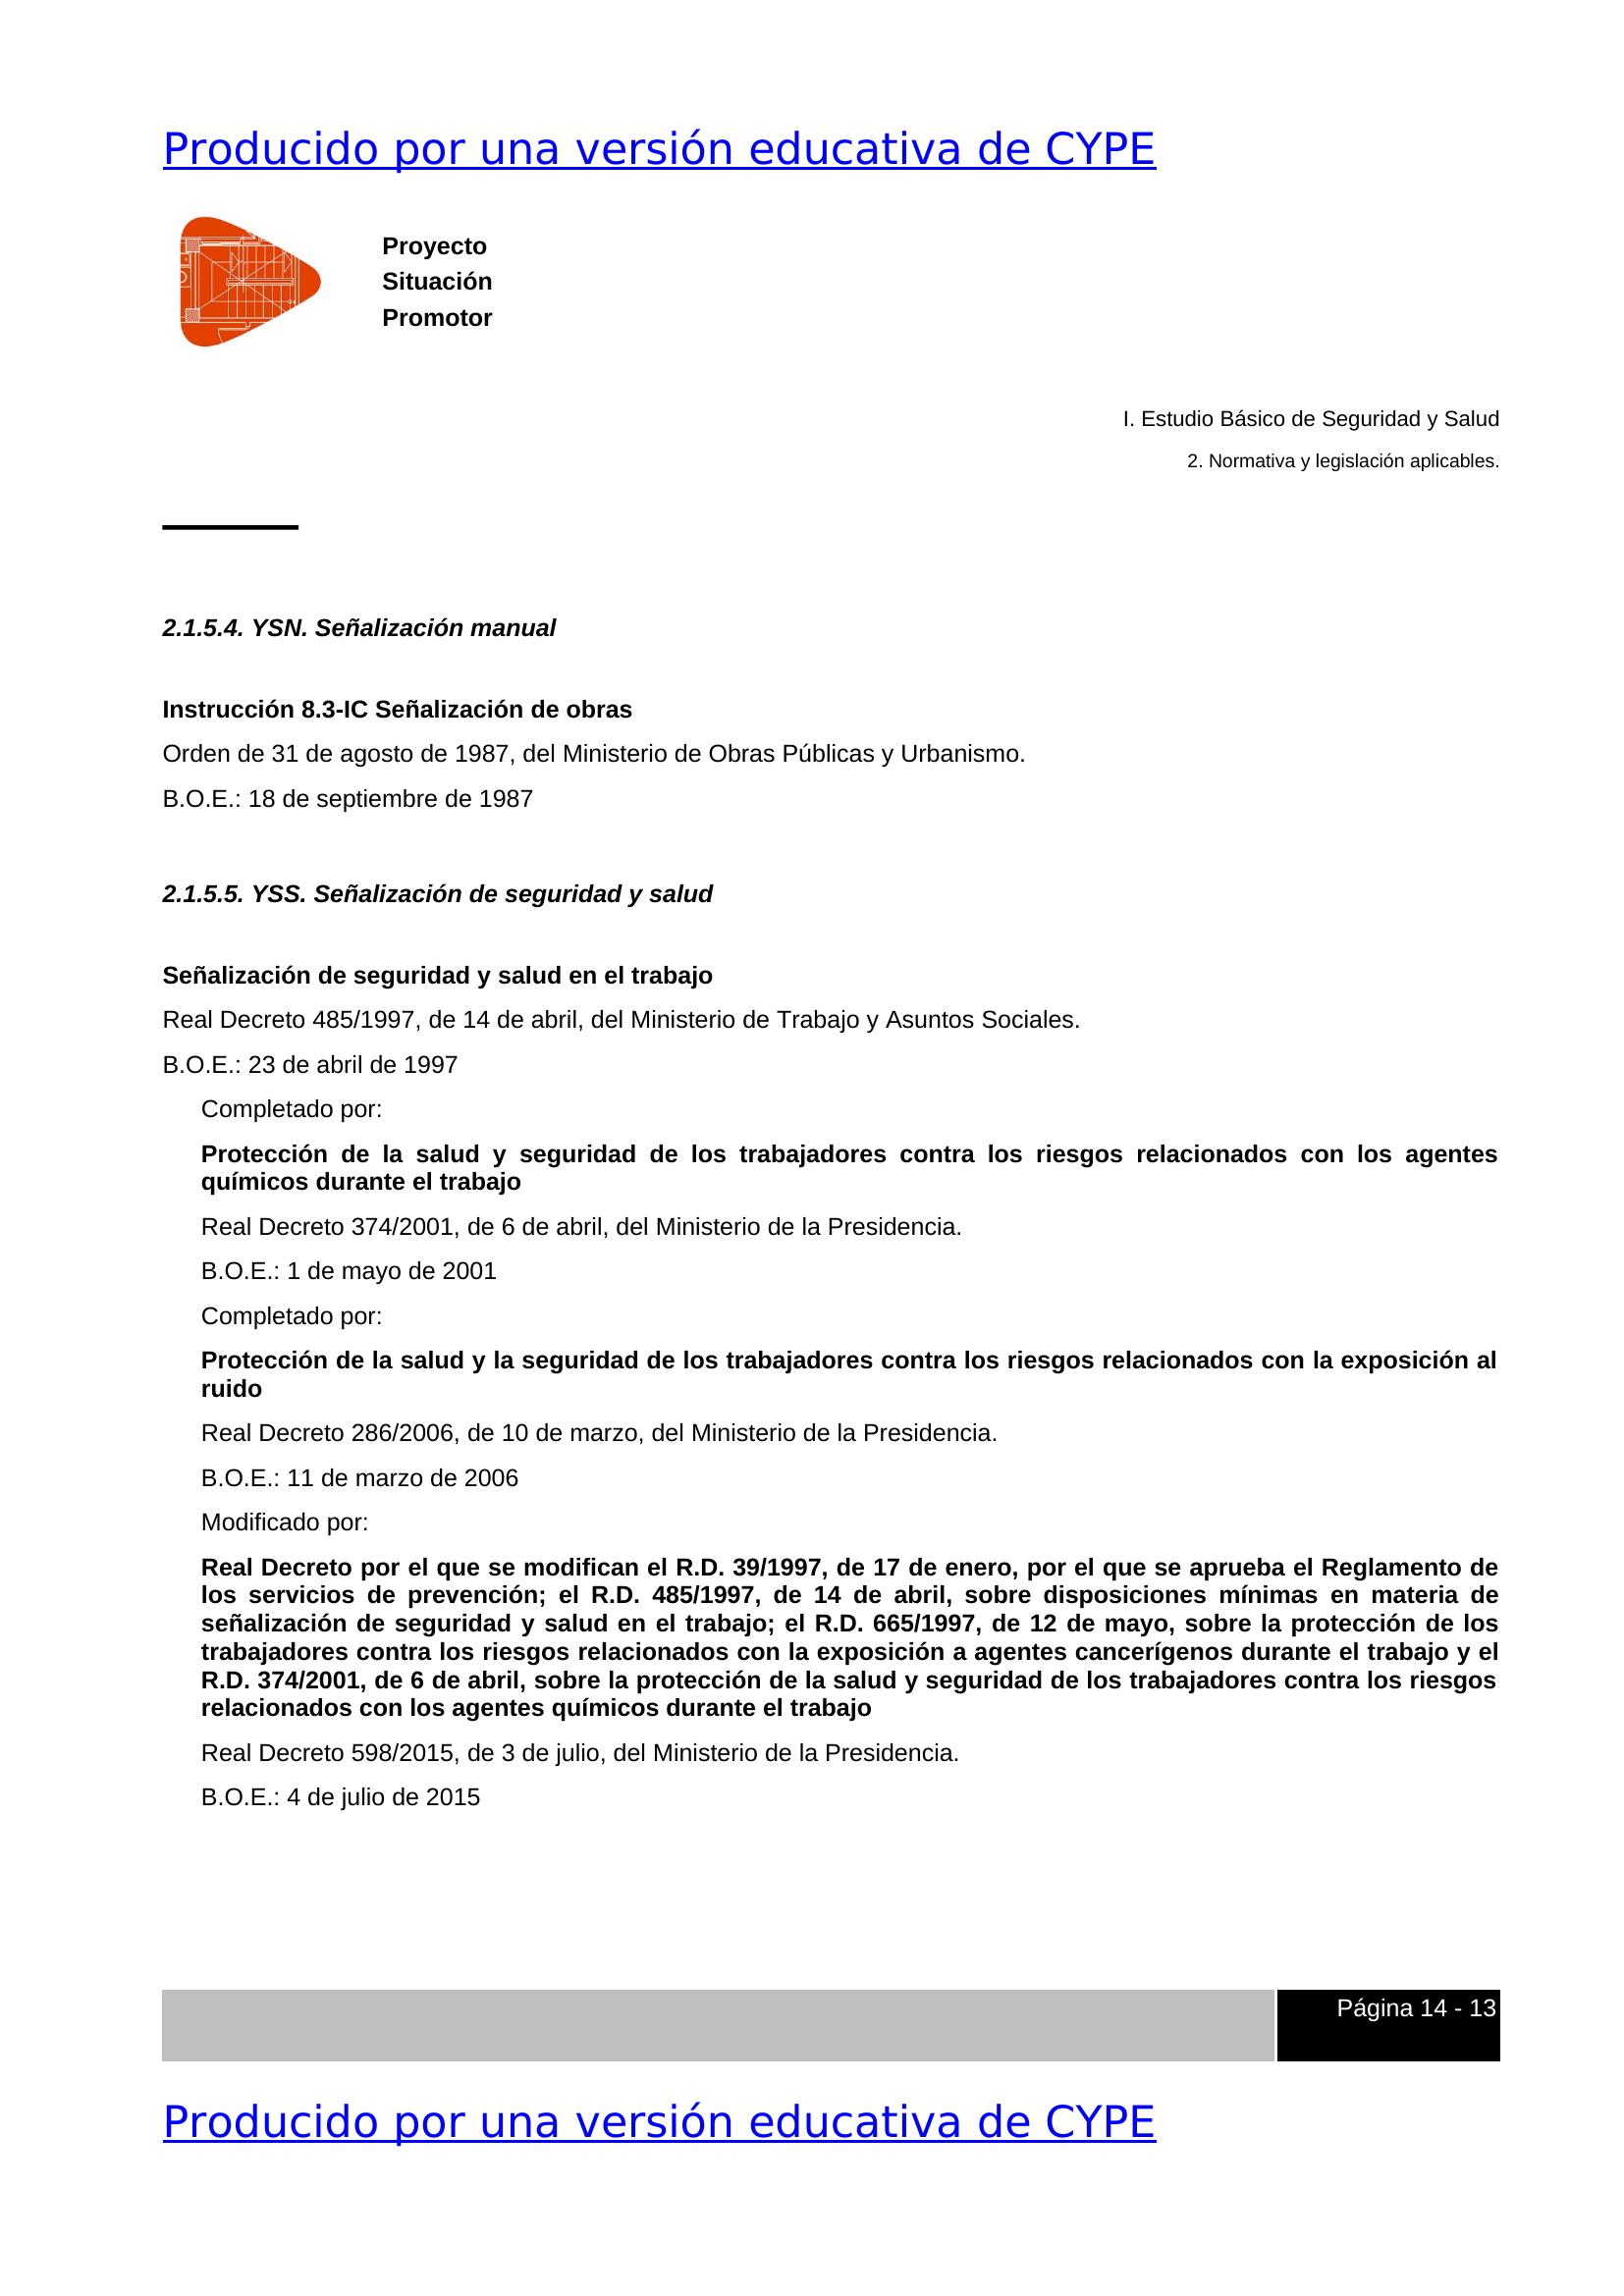 Producido por una versión educativa de CYPE
Proyecto
Situación
Promotor
I. Estudio Básico de Seguridad y Salud
2. Normativa y legislación aplicables.
2.1.5.4. YSN. Señalización manual
Instrucción 8.3-IC Señalización de obras
Orden de 31 de agosto de 1987, del Ministerio de Obras Públicas y Urbanismo.
B.O.E.: 18 de septiembre de 1987
2.1.5.5. YSS. Señalización de seguridad y salud
Señalización de seguridad y salud en el trabajo
Real Decreto 485/1997, de 14 de abril, del Ministerio de Trabajo y Asuntos Sociales.
B.O.E.: 23 de abril de 1997
Completado por:
Protección de la salud y seguridad de los trabajadores contra los riesgos relacionados con los agentes
químicos durante el trabajo
Real Decreto 374/2001, de 6 de abril, del Ministerio de la Presidencia.
B.O.E.: 1 de mayo de 2001
Completado por:
Protección de la salud y la seguridad de los trabajadores contra los riesgos relacionados con la exposición al
ruido
Real Decreto 286/2006, de 10 de marzo, del Ministerio de la Presidencia.
B.O.E.: 11 de marzo de 2006
Modificado por:
Real Decreto por el que se modifican el R.D. 39/1997, de 17 de enero, por el que se aprueba el Reglamento de
los servicios de prevención; el R.D. 485/1997, de 14 de abril, sobre disposiciones mínimas en materia de
señalización de seguridad y salud en el trabajo; el R.D. 665/1997, de 12 de mayo, sobre la protección de los
trabajadores contra los riesgos relacionados con la exposición a agentes cancerígenos durante el trabajo y el
R.D. 374/2001, de 6 de abril, sobre la protección de la salud y seguridad de los trabajadores contra los riesgos
relacionados con los agentes químicos durante el trabajo
Real Decreto 598/2015, de 3 de julio, del Ministerio de la Presidencia.
B.O.E.: 4 de julio de 2015
Página 14 - 13
Producido por una versión educativa de CYPE